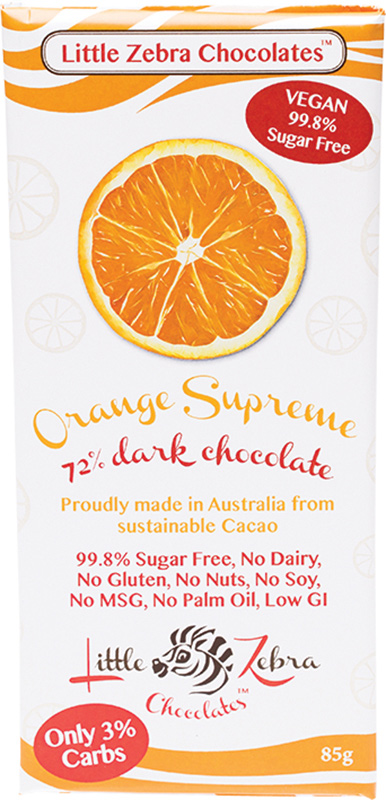 Little Zebra Chocolates™
VEGAN
99.8%
Sugar Free
Orange Supreme
72% dark chocolate
Proudly made in Australia from
sustainable Cacao
99.8% Sugar Free, No Dairy,
No Gluten, No Nuts, No Soy,
No MSG, No Palm Oil, Low GI
Little Zebra
Chocolates™
Only 3%
Carbs
85g